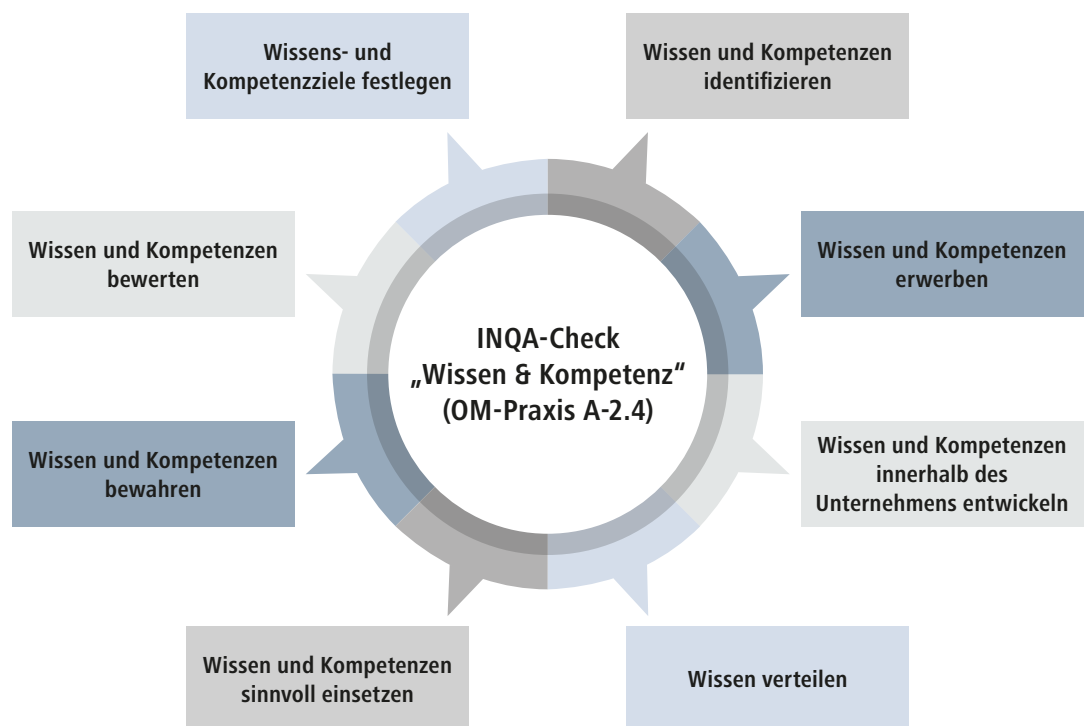 Wissens- und
Kompetenzziele festlegen
Wissen und Kompetenzen
identifizieren
Wissen und Kompetenzen
erwerben
Wissen und Kompetenzen
innerhalb des
Unternehmens entwickeln
Wissen verteilen
Wissen und Kompetenzen
sinnvoll einsetzen
Wissen und Kompetenzen
bewahren
Wissen und Kompetenzen
bewerten
INQA-Check
„Wissen & Kompetenz“
(OM-Praxis A-2.4)